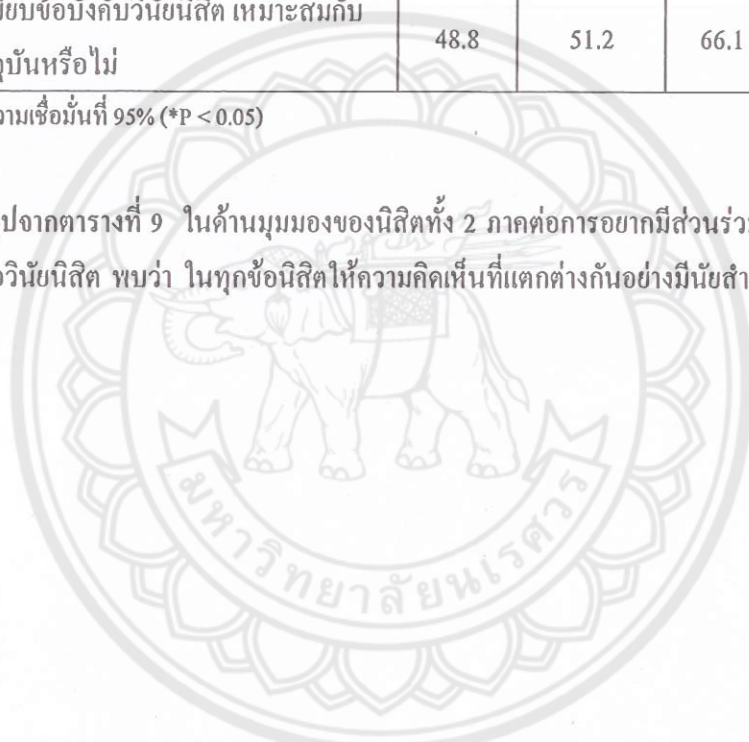 เบียบข้อบังคับวินัยนิสิต เหมาะสมกับ
48.8 51.2 66.1
ุบันหรือไม่
วามเชื่อมั่นที่ 95% (*P < 0.05)
ปจากตารางที่ 9 ในด้านมุมมองของนิสิตทั้ง 2 ภาคต่อการอยากมีส่วนร่ว
อวินัยนิสิต พบว่า ในทุกข้อนิสิตให้ความคิดเห็นที่แตกต่างกันอย่างมีนัยสำ
มหาวิทยาลัยนเรศวร